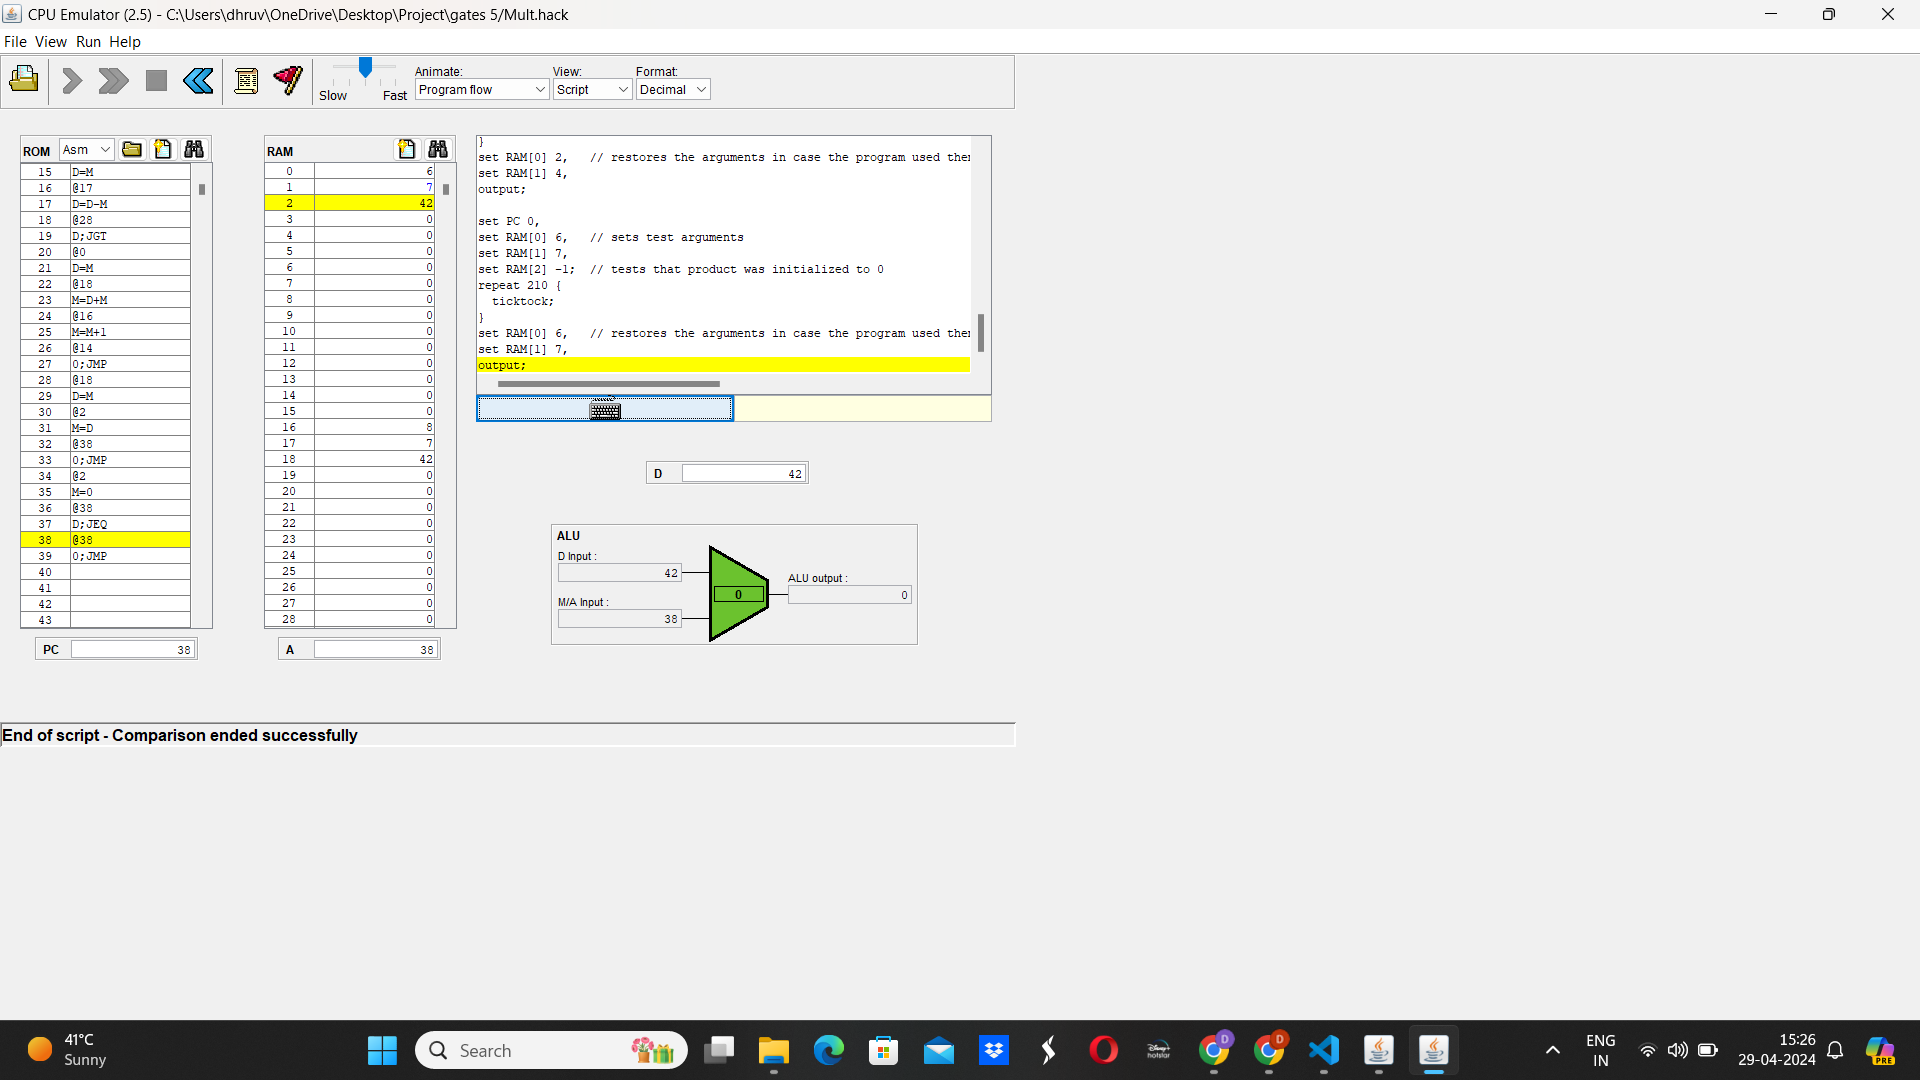 CPU Emulator (2.5) - C:\Users\dhruv\OneDrive\Desktop\Project\gates 5/Mult.hack
File View Run Help
Slow Fast
Animate: View: Format:
Program flow Script Decimal
ROM Asm
15 D=M
16 @17
17 D=D-M
18 @28
19 D;JGT
20 @0
21 D=M
22 @18
23 M=D+M
24 @16
25 M=M+1
26 @14
27 0;JMP
28 @18
29 D=M
30 @2
31 M=D
32 @38
33 0;JMP
34 @2
35 M=0
36 @38
37 D;JEQ
38 @38
39 0;JMP
40
41
42
43
PC 38
RAM
0 6
1 7
2 42
3 0
4 0
5 0
6 0
7 0
8 0
9 0
10 0
11 0
12 0
13 0
14 0
15 0
16 8
17 7
18 42
19 0
20 0
21 0
22 0
23 0
24 0
25 0
26 0
27 0
28 0
A 38
}
set RAM[0] 2, // restores the arguments in case the program used
set RAM[1] 4,
output;
set PC 0,
set RAM[0] 6, // sets test arguments
set RAM[1] 7,
set RAM[2] -1; // tests that product was initialized to 0
repeat 210 {
ticktock;
}
set RAM[0] 6, // restores the arguments in case the program used
set RAM[1] 7,
output;
D 42
ALU
D Input :
42
M/A Input :
38
0
ALU output :
0
End of script - Comparison ended successfully
41°C
Sunny
Search
disney+
hotstar
D
D
ENG
IN
15:26
29-04-2024
PRE